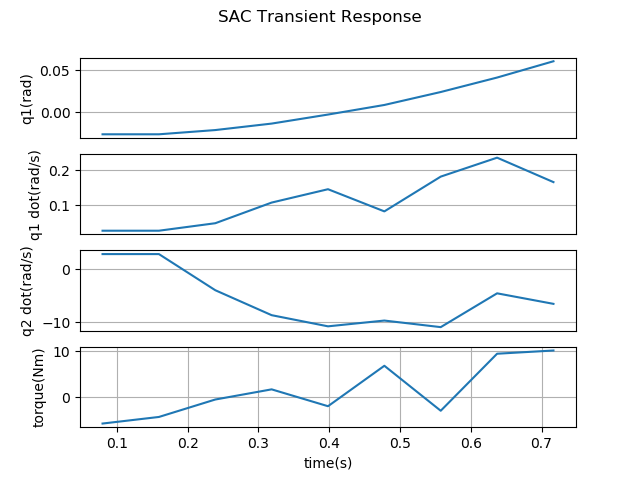 SAC Transient Response
q1(rad)
0.05
0.00
q1 dot(rad/s)
0.2
0.1
q2 dot(rad/s)
0
−10
torque(Nm)
10
0
0.1 0.2 0.3 0.4 0.5 0.6 0.7
time(s)